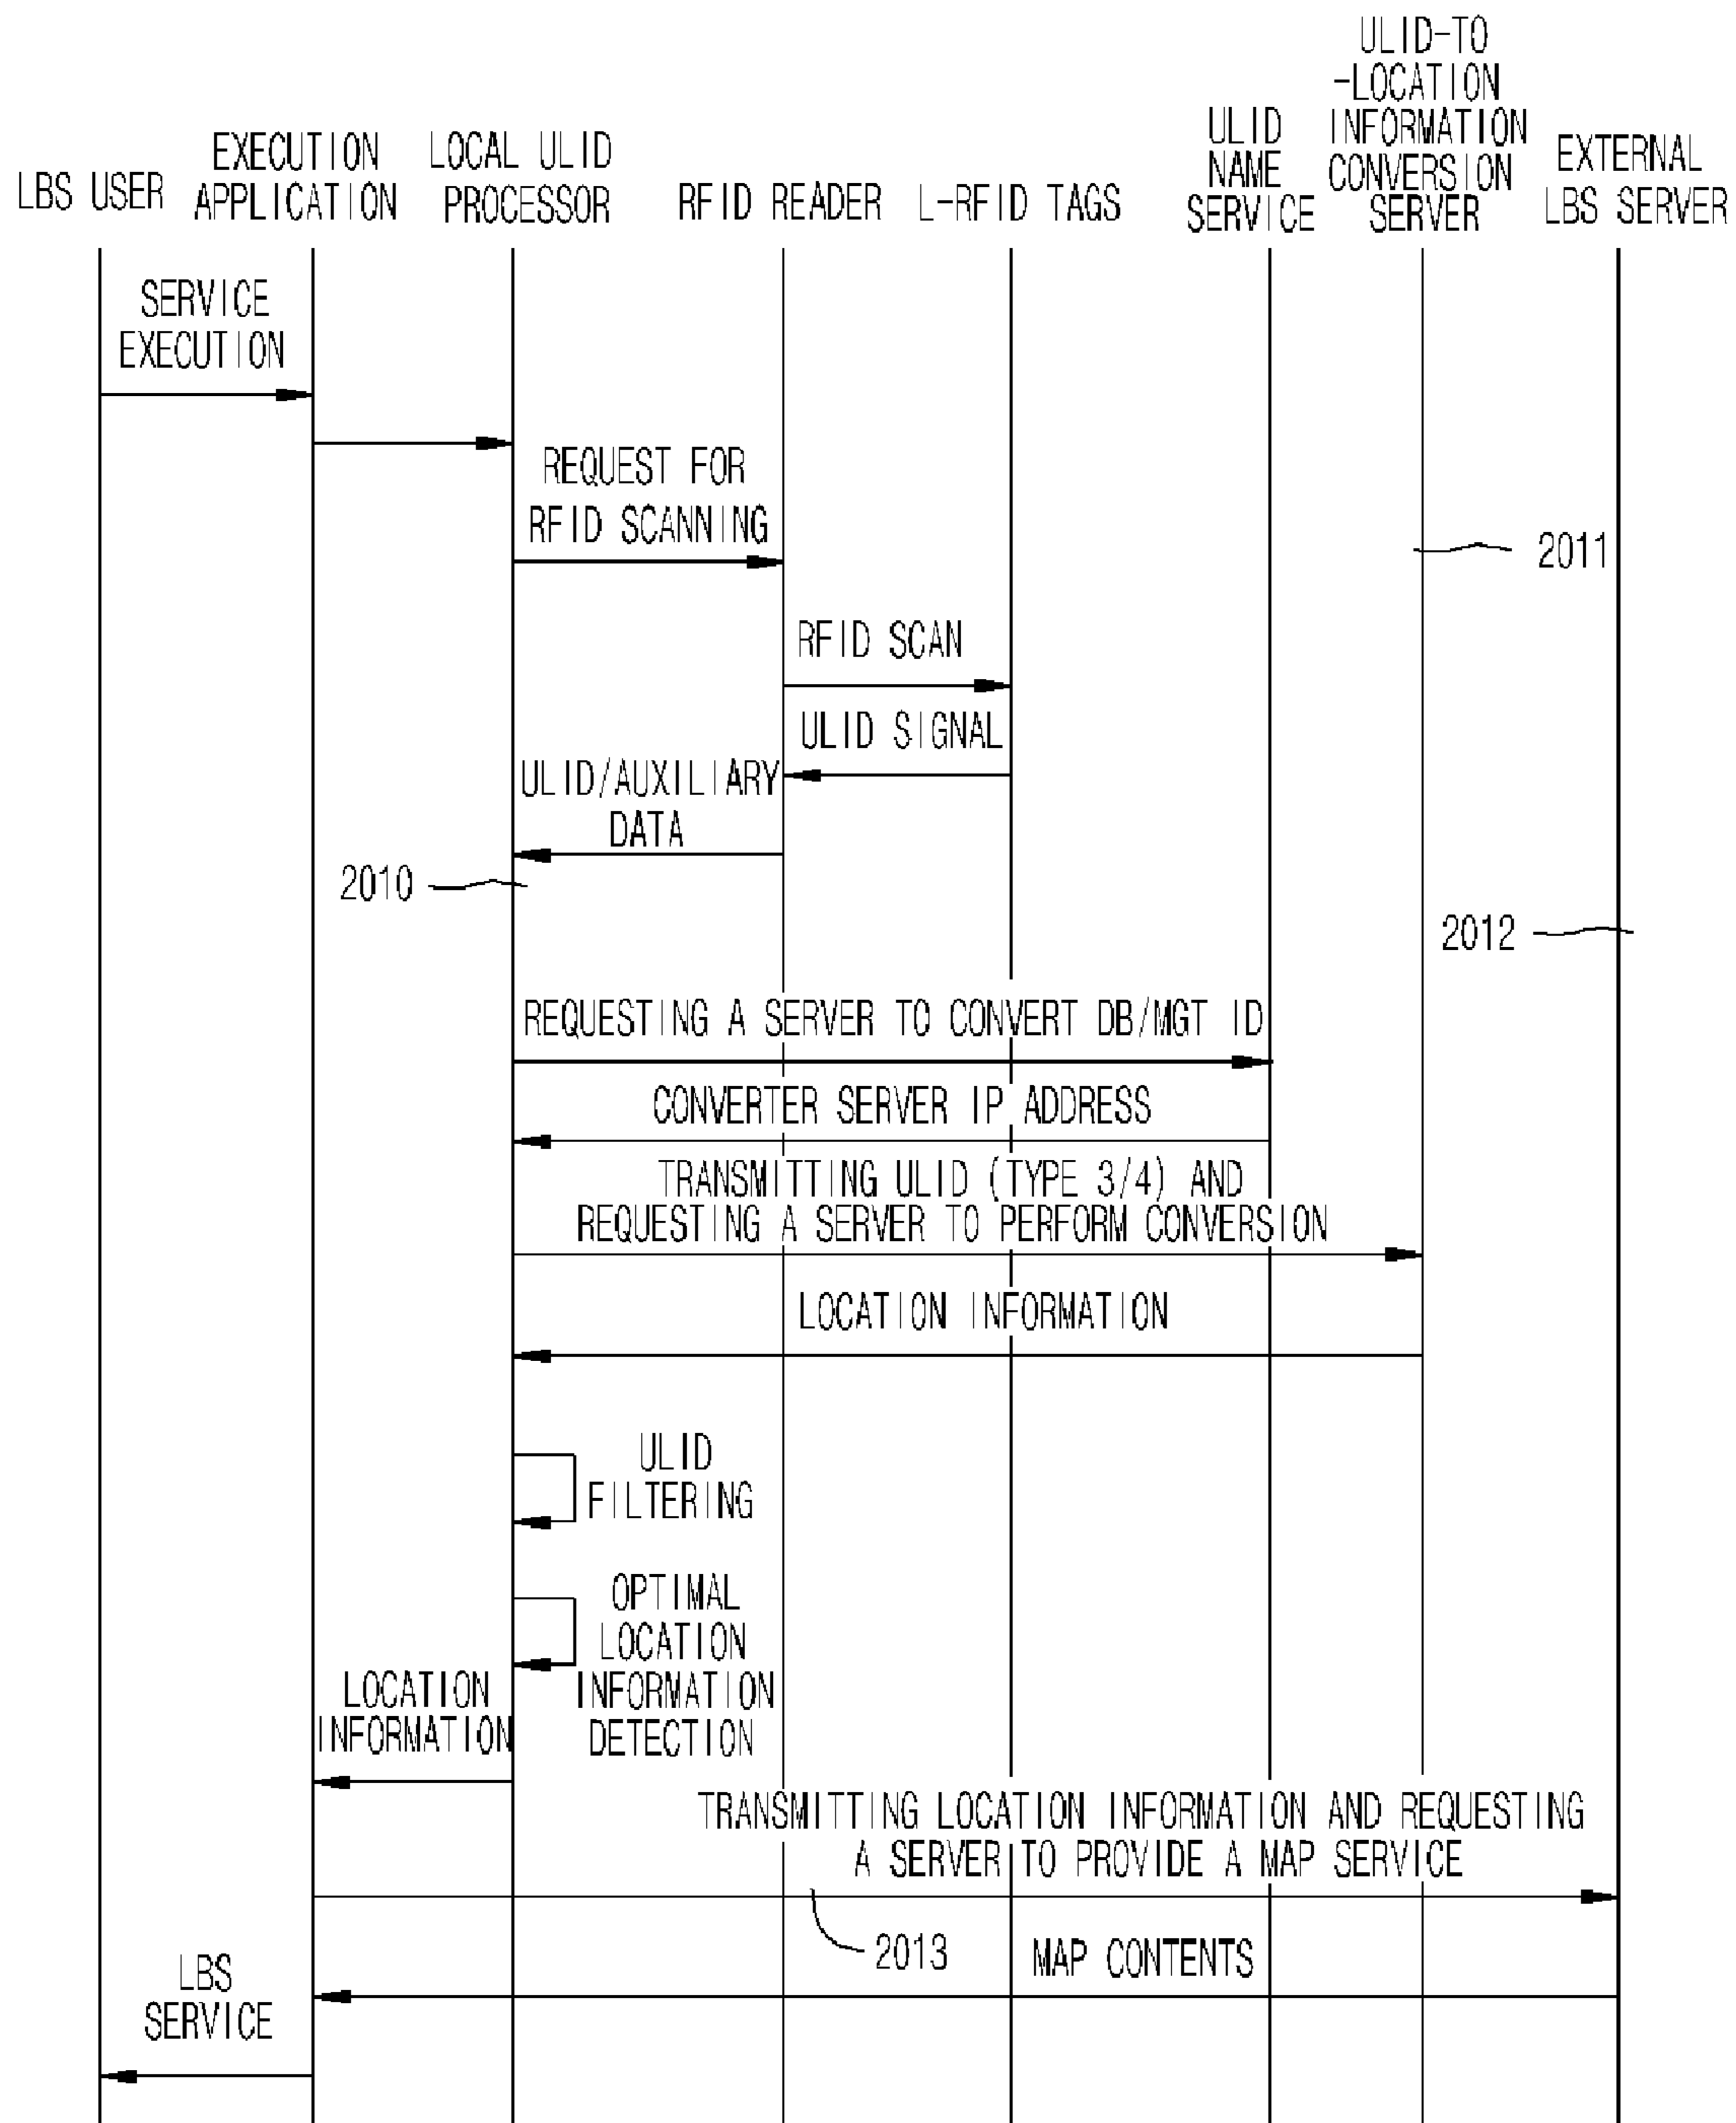 LBS USER
EXECUTION
APPLICATION
LOCAL ULID
PROCESSOR
RFID READER
L-RFID TAGS
ULID
NAME
SERVICE
ULID-TO
-LOCATION
INFORMATION
CONVERSION
SERVER
EXTERNAL
LBS SERVER
SERVICE
EXECUTION
REQUEST FOR
RFID SCANNING
2011
RFID SCAN
ULID SIGNAL
ULID/AUXILIARY
DATA
2010
2012
REQUESTING A SERVER TO CONVERT DB/MGT ID
CONVERTER SERVER IP ADDRESS
TRANSMITTING ULID (TYPE 3/4) AND
REQUESTING A SERVER TO PERFORM CONVERSION
LOCATION INFORMATION
ULID
FILTERING
OPTIMAL
LOCATION
INFORMATION
DETECTION
LOCATION
INFORMATION
TRANSMITTING LOCATION INFORMATION AND REQUESTING
A SERVER TO PROVIDE A MAP SERVICE
2013
MAP CONTENTS
LBS
SERVICE